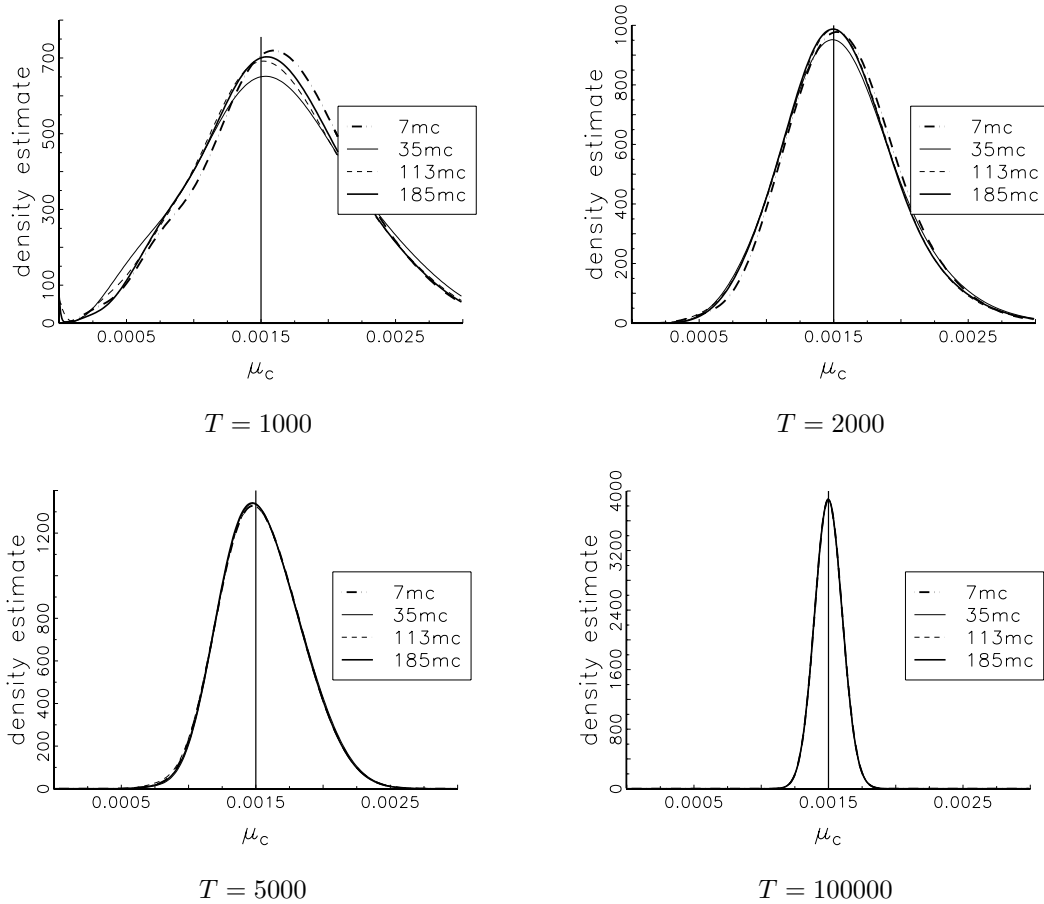 density estimate
100 300 500 700
0.0005 0.0015 0.0025
μc
7mc
35mc
113mc
185mc
T = 1000
density estimate
0 200 400 600 800 1000
0.0005 0.0015 0.0025
μc
7mc
35mc
113mc
185mc
T = 2000
density estimate
0 200 400 600 800 1200
0.0005 0.0015 0.0025
μc
7mc
35mc
113mc
185mc
T = 5000
density estimate
0 800 1600 2400 3200 4000
0.0005 0.0015 0.0025
μc
7mc
35mc
113mc
185mc
T = 100000